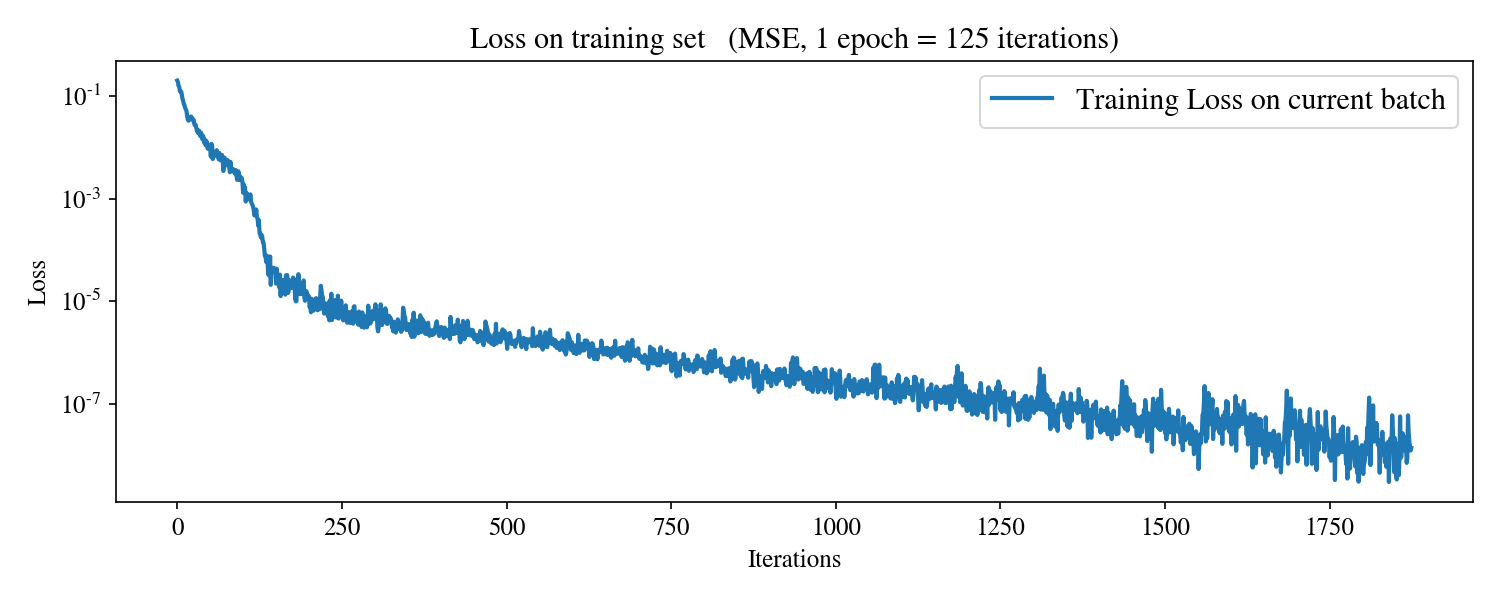 Loss on training set (MSE, 1 epoch = 125 iterations)
Training Loss on current batch
Loss
10^-1
10^-3
10^-5
10^-7
0 250 500 750 1000 1250 1500 1750
Iterations